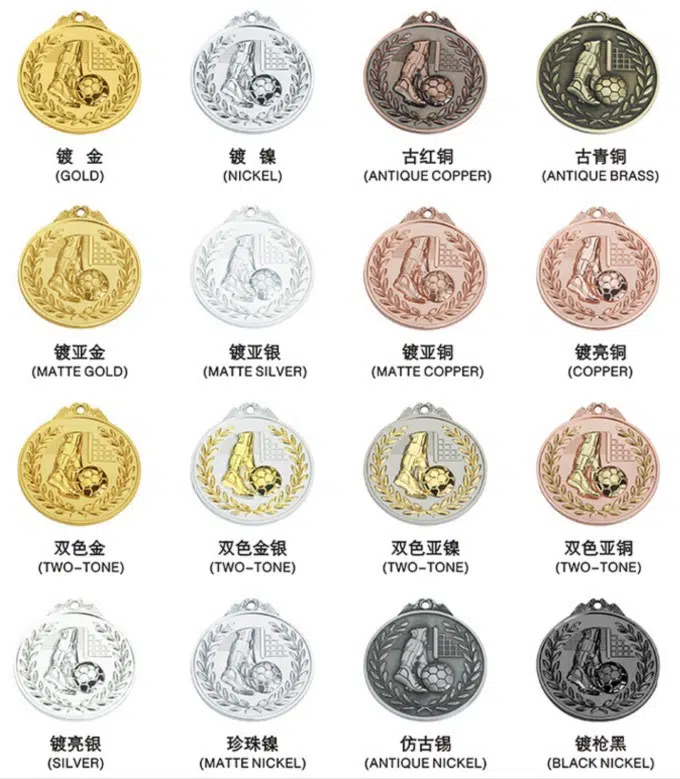 镀 金
(GOLD)
镀 镍
(NICKEL)
古红铜
(ANTIQUE COPPER)
古青铜
(ANTIQUE BRASS)
镀亚金
(MATTE GOLD)
镀亚银
(MATTE SILVER)
镀亚铜
(MATTE COPPER)
镀亮铜
(COPPER)
双色金
(TWO-TONE)
双色金银
(TWO-TONE)
双色亚镍
(TWO-TONE)
双色亚铜
(TWO-TONE)
镀亮银
(SILVER)
珍珠镍
(MATTE NICKEL)
仿古锡
(ANTIQUE NICKEL)
镀枪黑
(BLACK NICKEL)